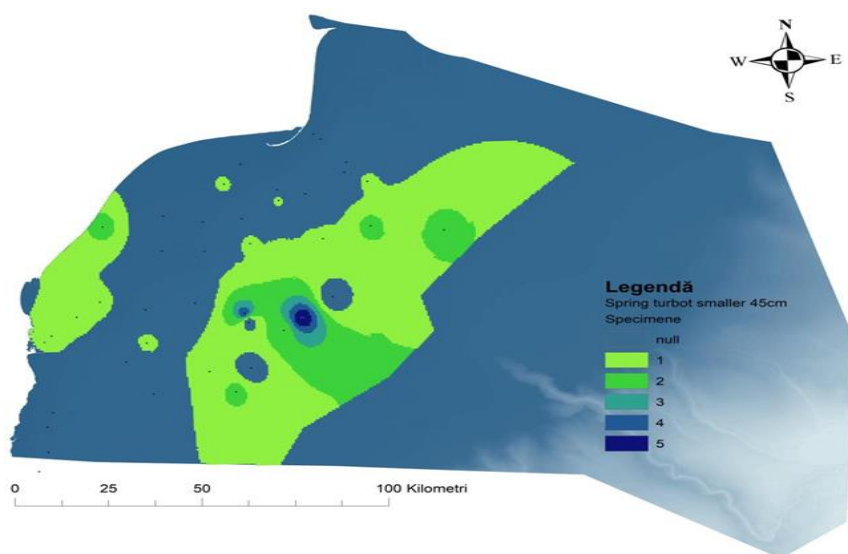 N
W E
S
Legendă
Spring turbot smaller 45cm
Specimene
null
1
2
3
4
5
0 25 50 100 Kilometri